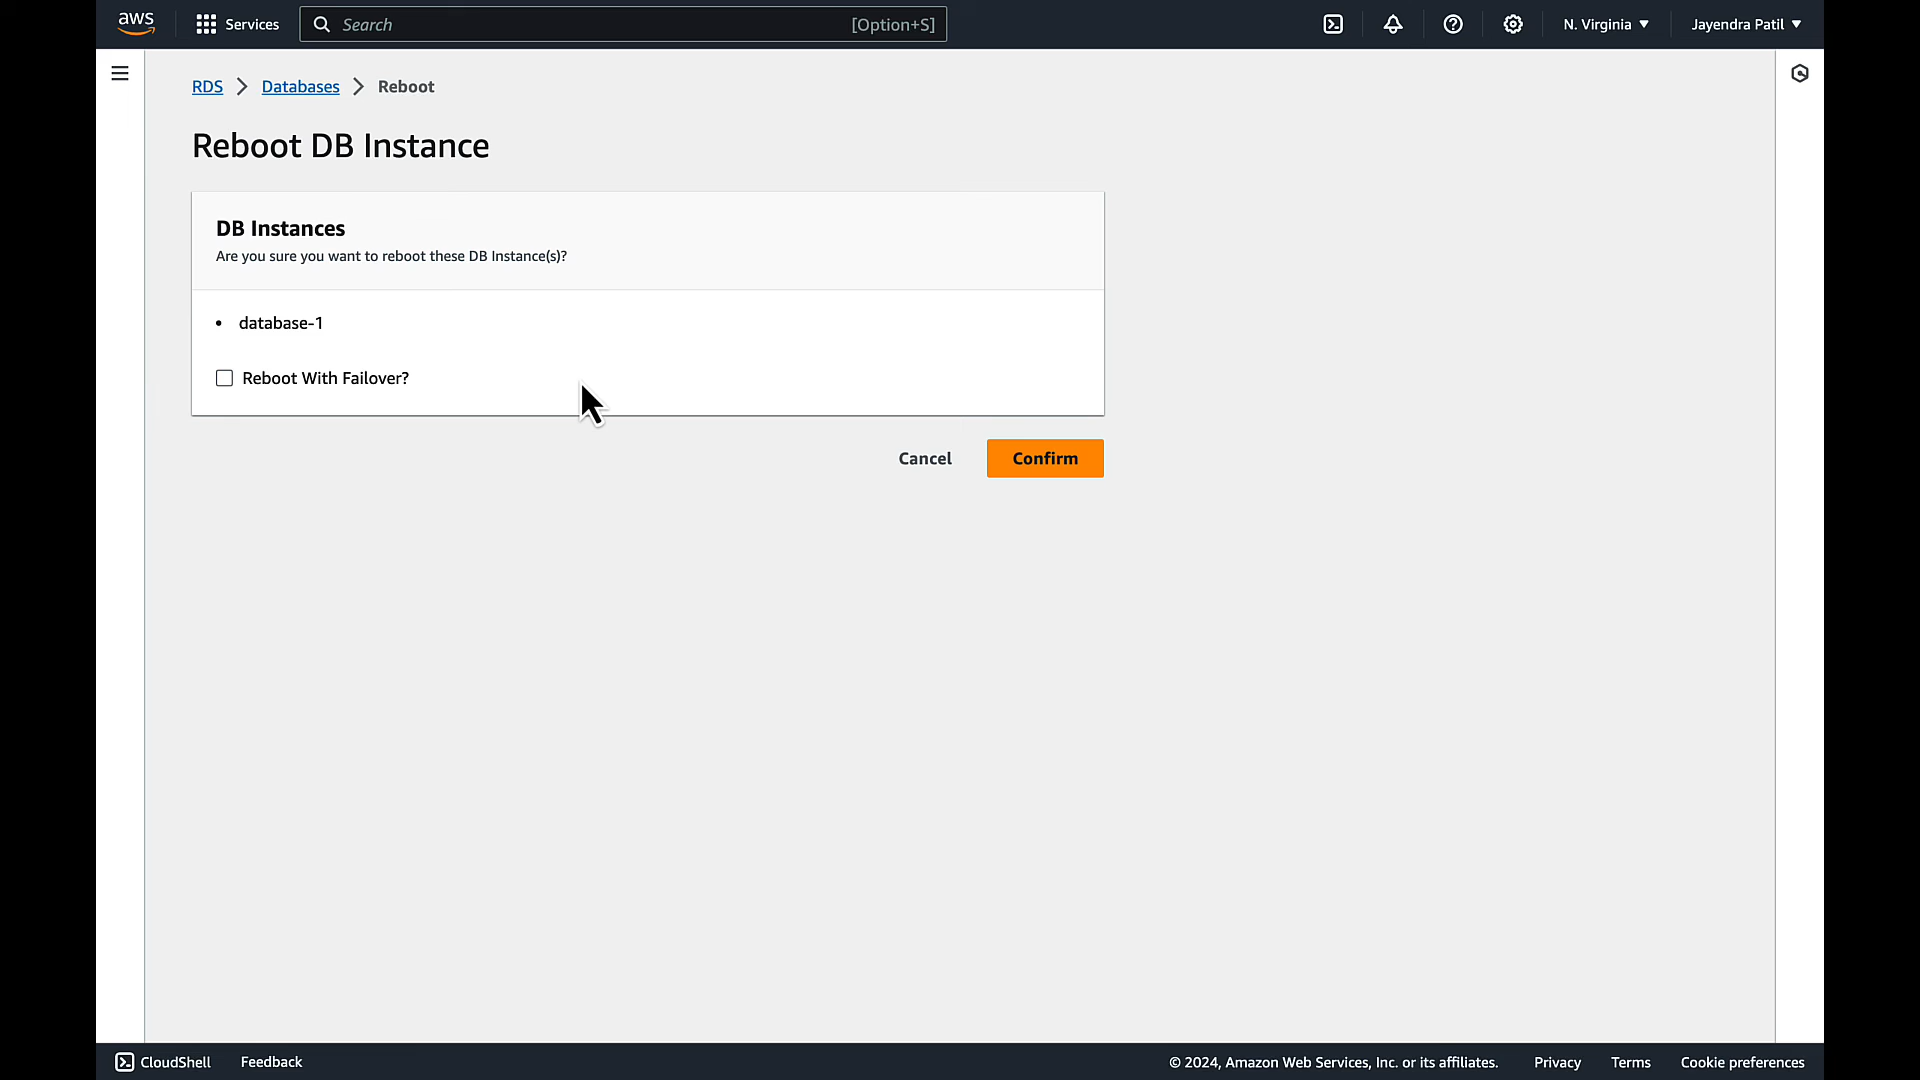 aws
Services
Search
[Option+S]
N. Virginia
Jayendra Patil
RDS
Databases
Reboot
Reboot DB Instance
DB Instances
Are you sure you want to reboot these DB Instance(s)?
• database-1
Reboot With Failover?
Cancel
Confirm
CloudShell
Feedback
© 2024, Amazon Web Services, Inc. or its affiliates.
Privacy
Terms
Cookie preferences